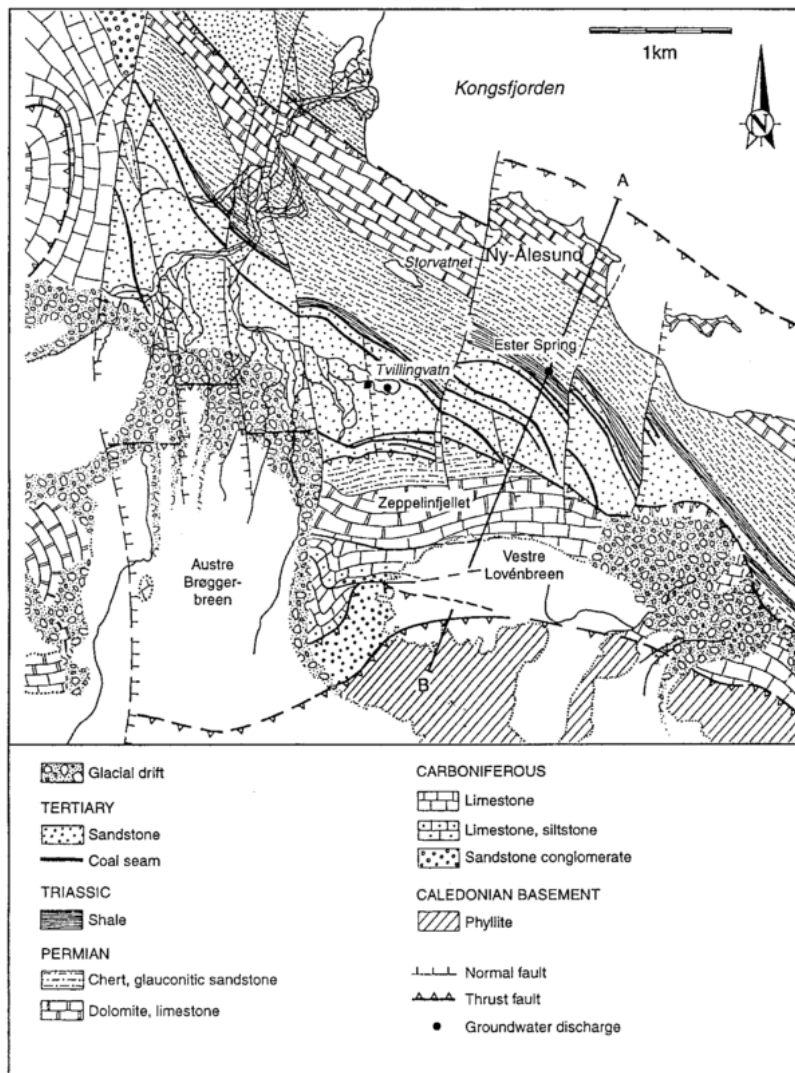 A
Kongsfjorden
1km
N
Storvatnet
Ny-Ålesund
Ester Spring
Tvillingvatn
Zeppelinfjellet
Austre
Brøgger-
breen
Vestre
Lovénbreen
B
Glacial drift
TERTIARY
Sandstone
Coal seam
TRIASSIC
Shale
PERMIAN
Chert, glauconitic sandstone
Dolomite, limestone
CARBONIFEROUS
Limestone
Limestone, siltstone
Sandstone conglomerate
CALEDONIAN BASEMENT
Phyllite
Normal fault
Thrust fault
Groundwater discharge